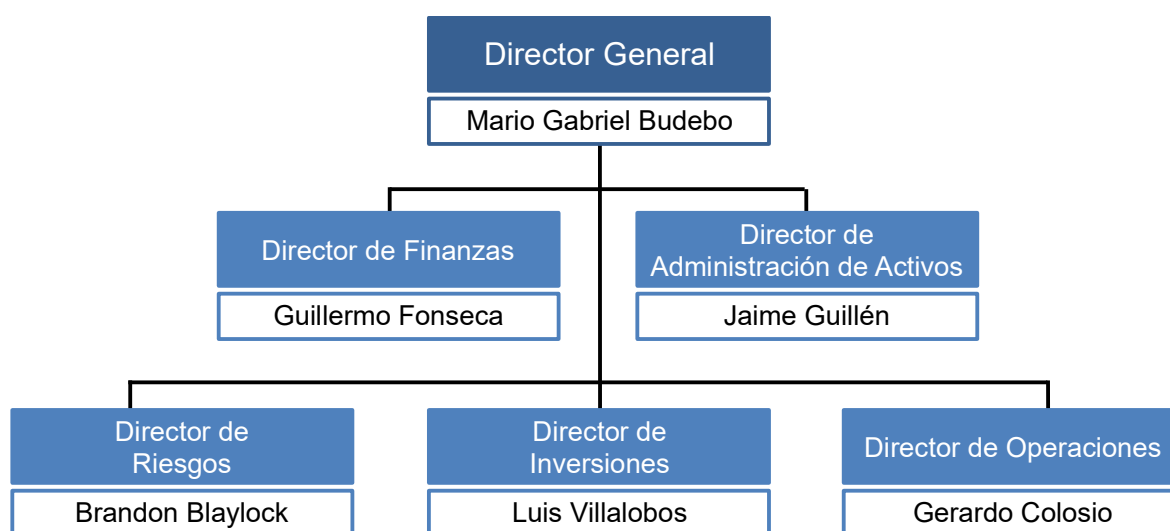 Director General
Mario Gabriel Budebo
Director de Finanzas
Guillermo Fonseca
Director de
Administración de Activos
Jaime Guillén
Director de
Riesgos
Brandon Blaylock
Director de
Inversiones
Luis Villalobos
Director de Operaciones
Gerardo Colosio